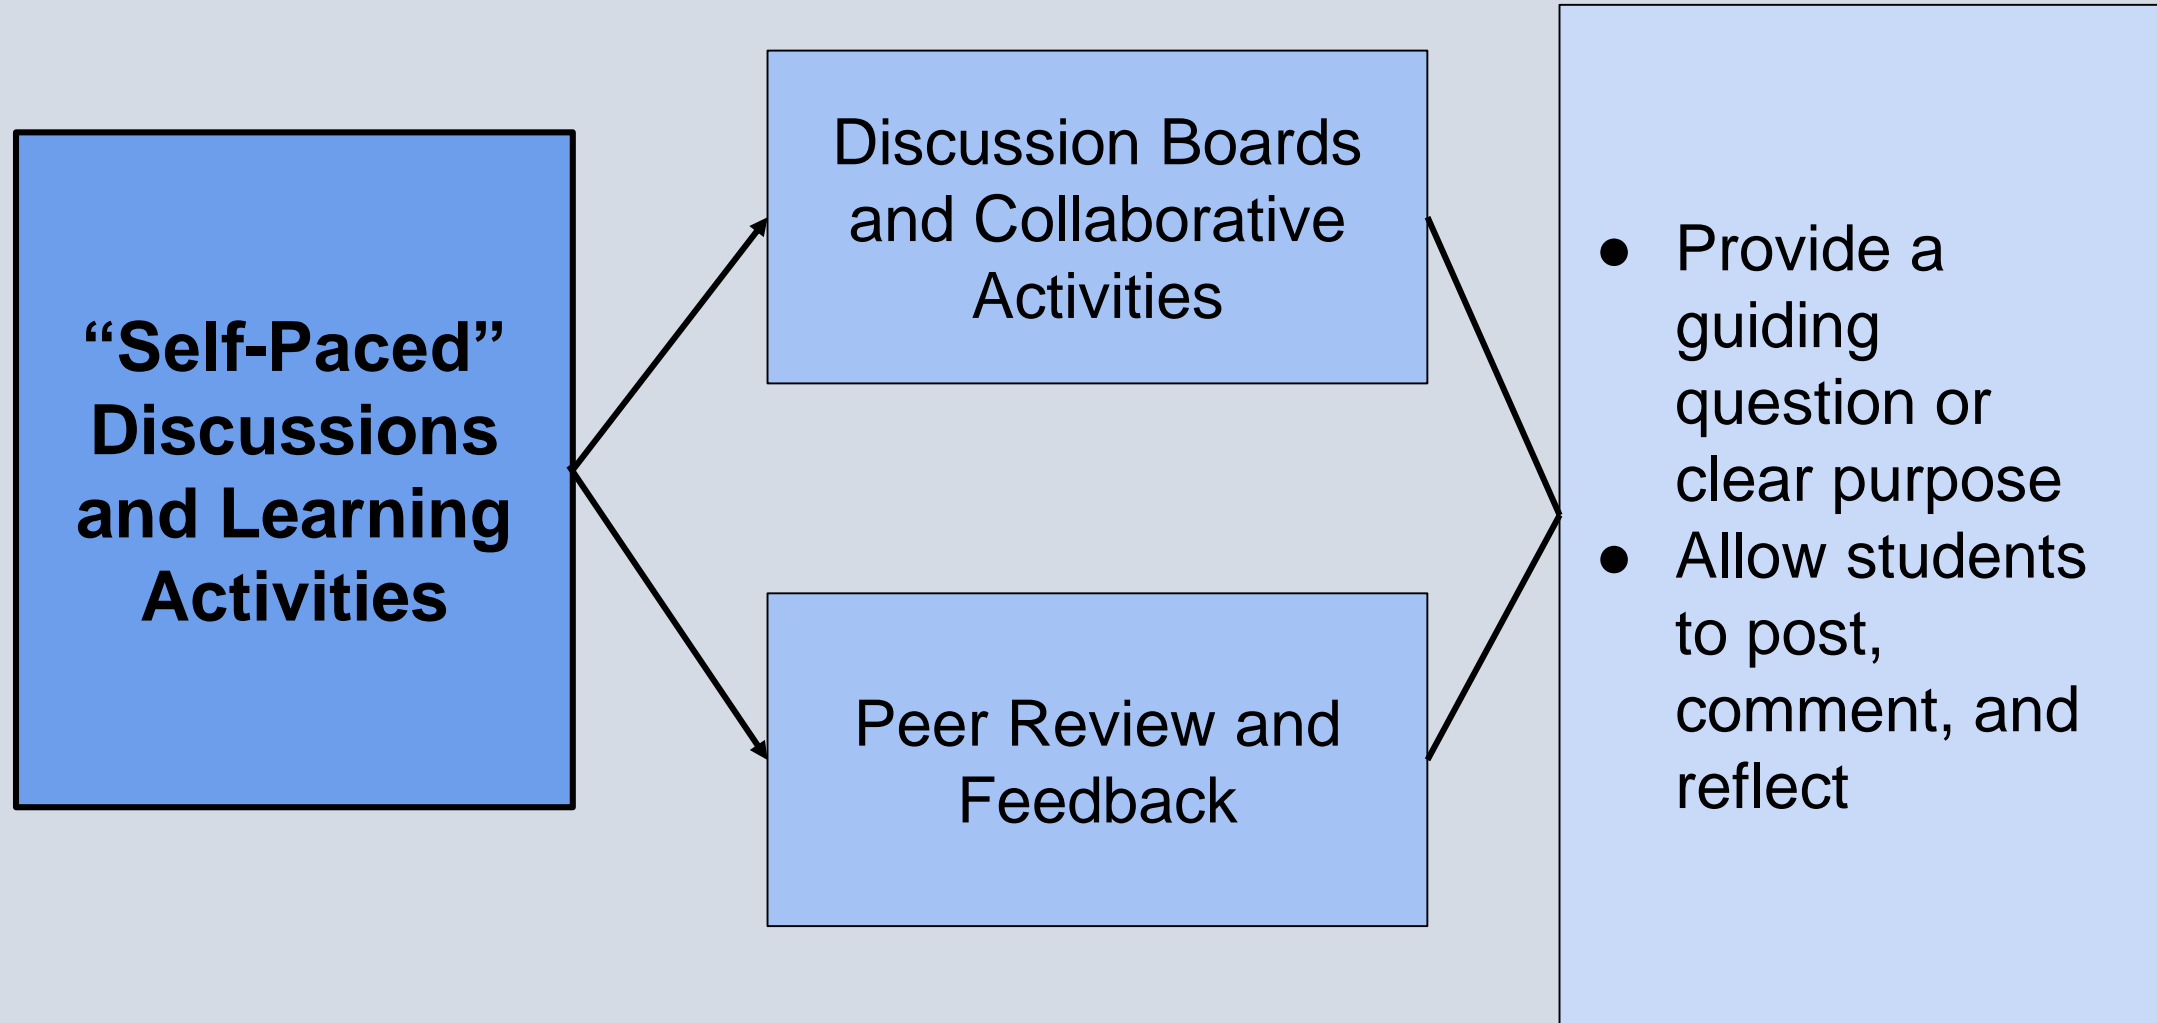 “Self-Paced”
Discussions
and Learning
Activities
Discussion Boards
and Collaborative
Activities
Peer Review and
Feedback
● Provide a
guiding
question or
clear purpose
● Allow students
to post,
comment, and
reflect